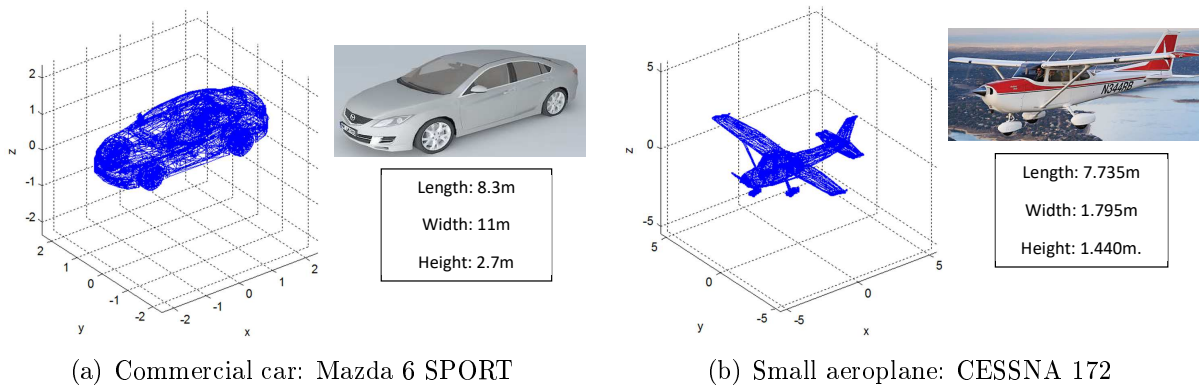 2
1
0
-1
-2
z
2
1
0
-1
-2
y
-2
-1
0
1
2
x
Length: 8.3m
Width: 11m
Height: 2.7m
(a) Commercial car: Mazda 6 SPORT
5
0
-5
z
5
0
-5
y
-5
0
5
x
N344RB
Length: 7.735m
Width: 1.795m
Height: 1.440m.
(b) Small aeroplane: CESSNA 172